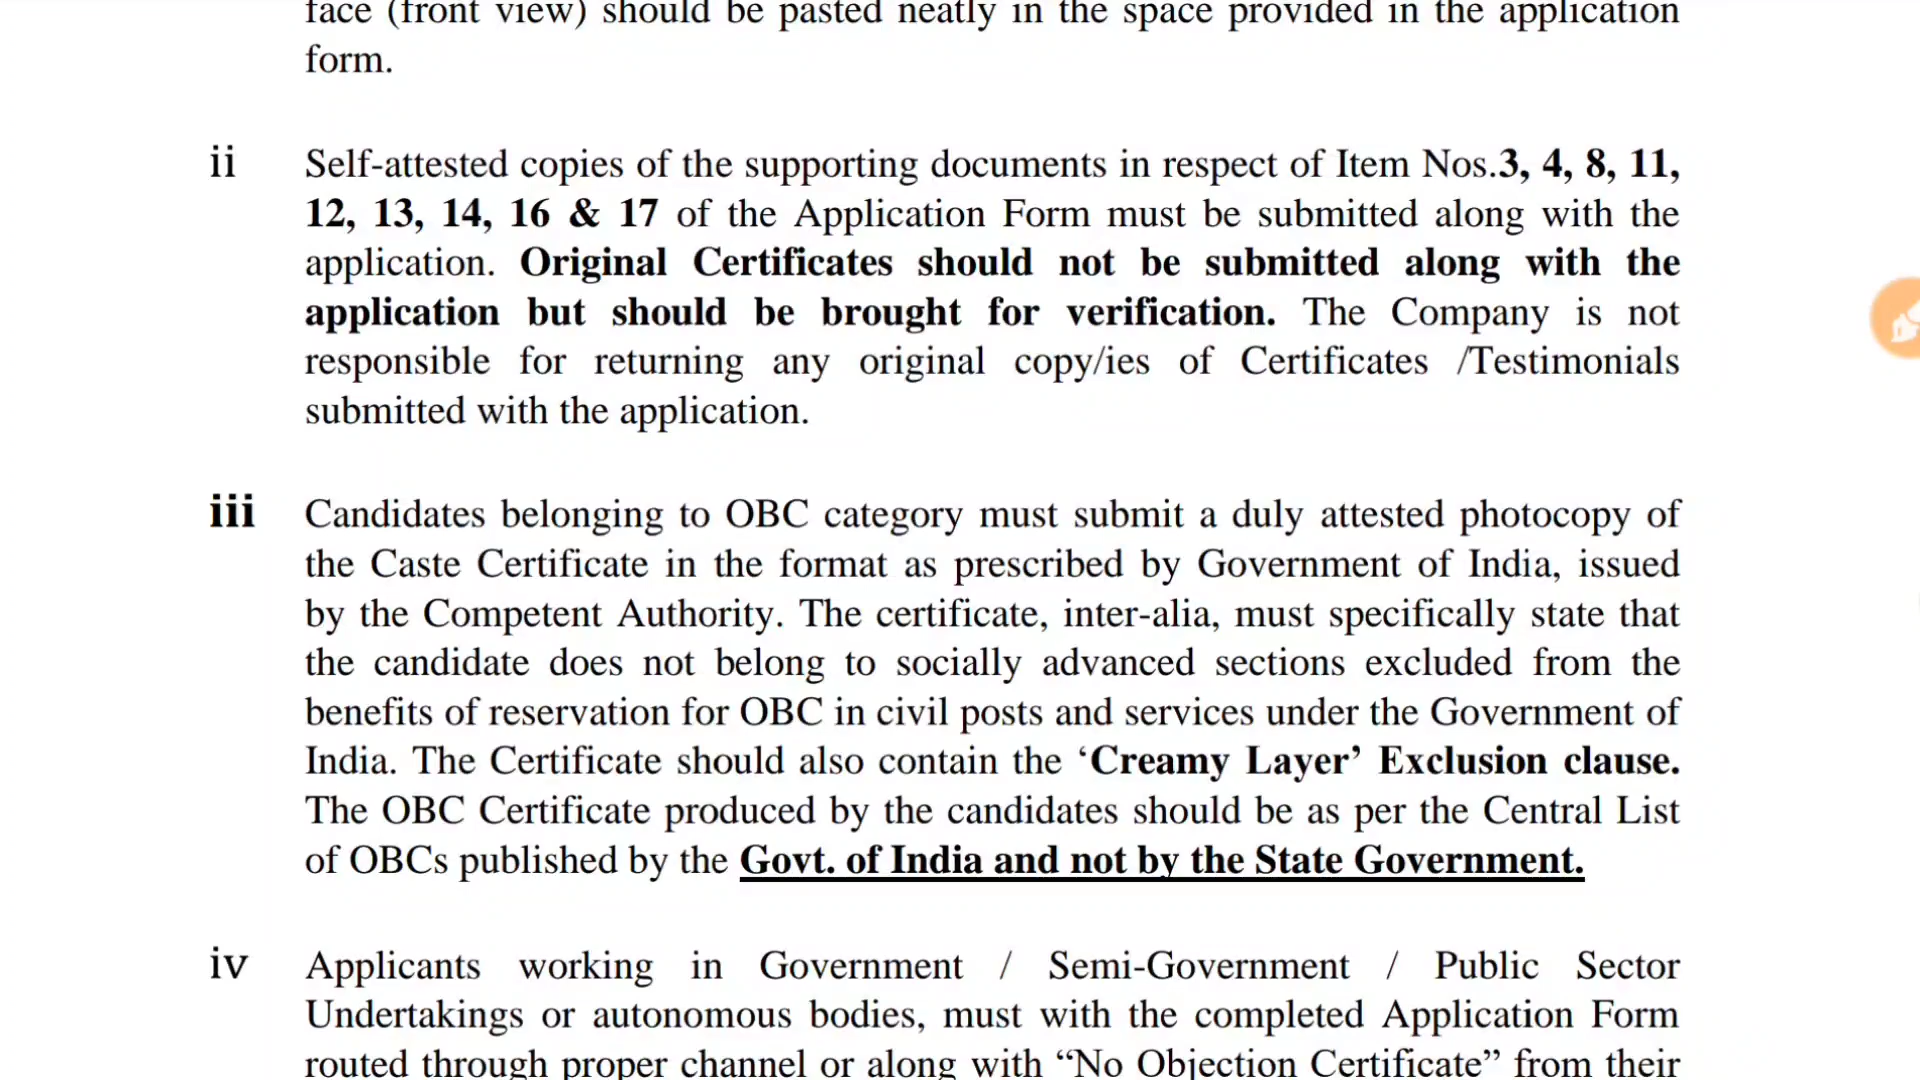 face (front view) should be pasted neatly in the space provided in the application
form.
ii Self-attested copies of the supporting documents in respect of Item Nos.3, 4, 8, 11,
12, 13, 14, 16 & 17 of the Application Form must be submitted along with the
application. Original Certificates should not be submitted along with the
application but should be brought for verification. The Company is not
responsible for returning any original copy/ies of Certificates /Testimonials
submitted with the application.
iii Candidates belonging to OBC category must submit a duly attested photocopy of
the Caste Certificate in the format as prescribed by Government of India, issued
by the Competent Authority. The certificate, inter-alia, must specifically state that
the candidate does not belong to socially advanced sections excluded from the
benefits of reservation for OBC in civil posts and services under the Government of
India. The Certificate should also contain the ‘Creamy Layer’ Exclusion clause.
The OBC Certificate produced by the candidates should be as per the Central List
of OBCs published by the Govt. of India and not by the State Government.
iv Applicants working in Government / Semi-Government / Public Sector
Undertakings or autonomous bodies, must with the completed Application Form
routed through proper channel or along with “No Objection Certificate” from their